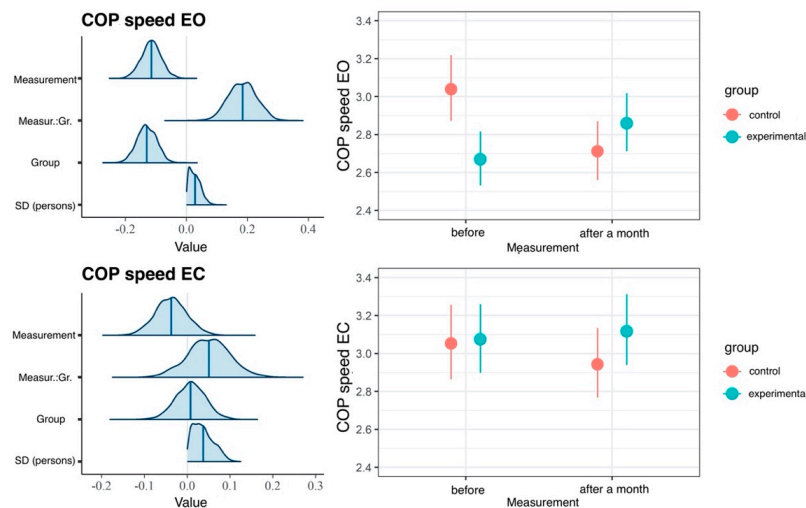 COP speed EO
Measurement
Measur.:Gr.
Group
SD (persons)
-0.2 0.0 0.2 0.4
Value
COP speed EO
3.4
3.2
3.0
2.8
2.6
2.4
before after a month
Measurement
group
control
experimental
COP speed EC
Measurement
Measur.:Gr.
Group
SD (persons)
-0.2 -0.1 0.0 0.1 0.2 0.3
Value
COP speed EC
3.4
3.2
3.0
2.8
2.6
2.4
before after a month
Measurement
group
control
experimenta